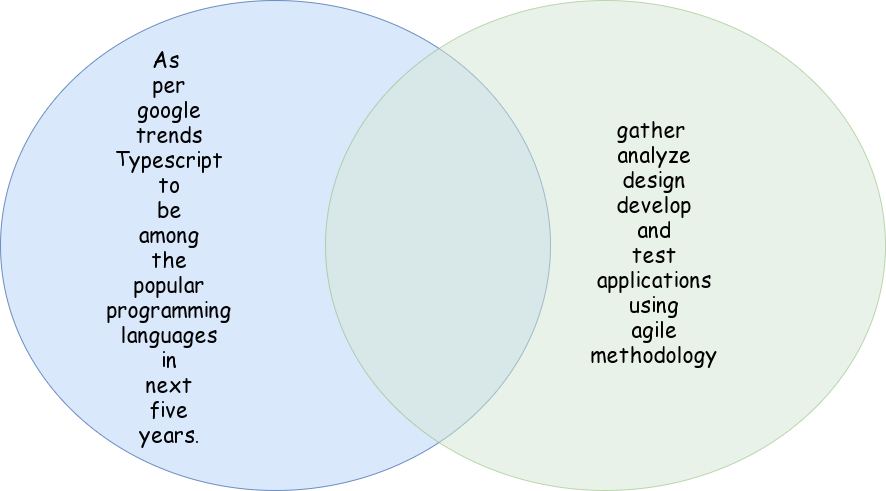 As
per
google
trends
Typescript
to
be
among
the
popular
programming
languages
in
next
five
years.
gather
analyze
design
develop
and
test
applications
using
agile
methodology